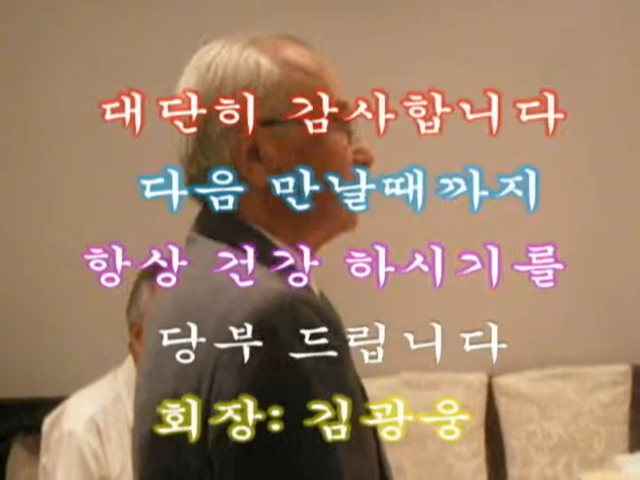 대단히 감사합니다
다음 만날때까지
항상 건강 하시기를
당부 드립니다
회장: 김광웅